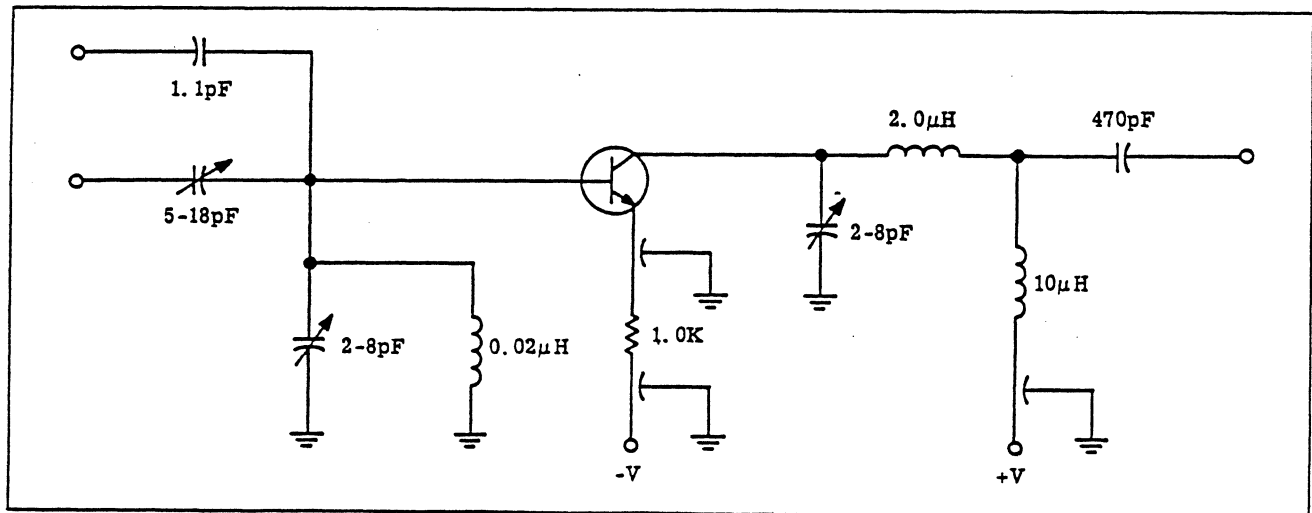 1.1pF
2.0μH
470pF
5-18pF
2-8pF
10μH
2-8pF
0.02μH
1.0K
-V
+V